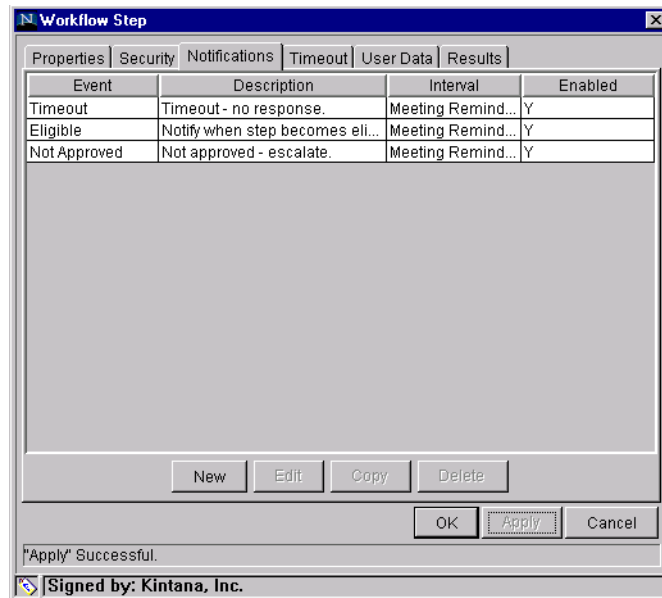 Workflow Step
Properties Security Notifications Timeout User Data Results
Event Description Interval Enabled
Timeout Timeout - no response. Meeting Remind... Y
Eligible Notify when step becomes eli... Meeting Remind... Y
Not Approved Not approved - escalate. Meeting Remind... Y
New Edit Copy Delete
OK Apply Cancel
"Apply" Successful.
Signed by: Kintana, Inc.